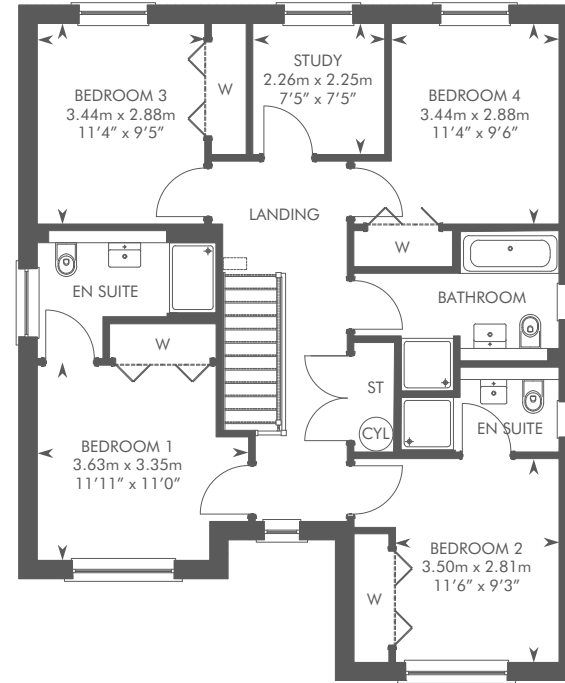 BEDROOM 3
3.44m x 2.88m
11’4” x 9’5”
W
STUDY
2.26m x 2.25m
7’5” x 7’5”
BEDROOM 4
3.44m x 2.88m
11’4” x 9’6”
LANDING
W
EN SUITE
BATHROOM
W
ST
CYL
EN SUITE
BEDROOM 1
3.63m x 3.35m
11’11” x 11’0”
BEDROOM 2
3.50m x 2.81m
11’6” x 9’3”
W